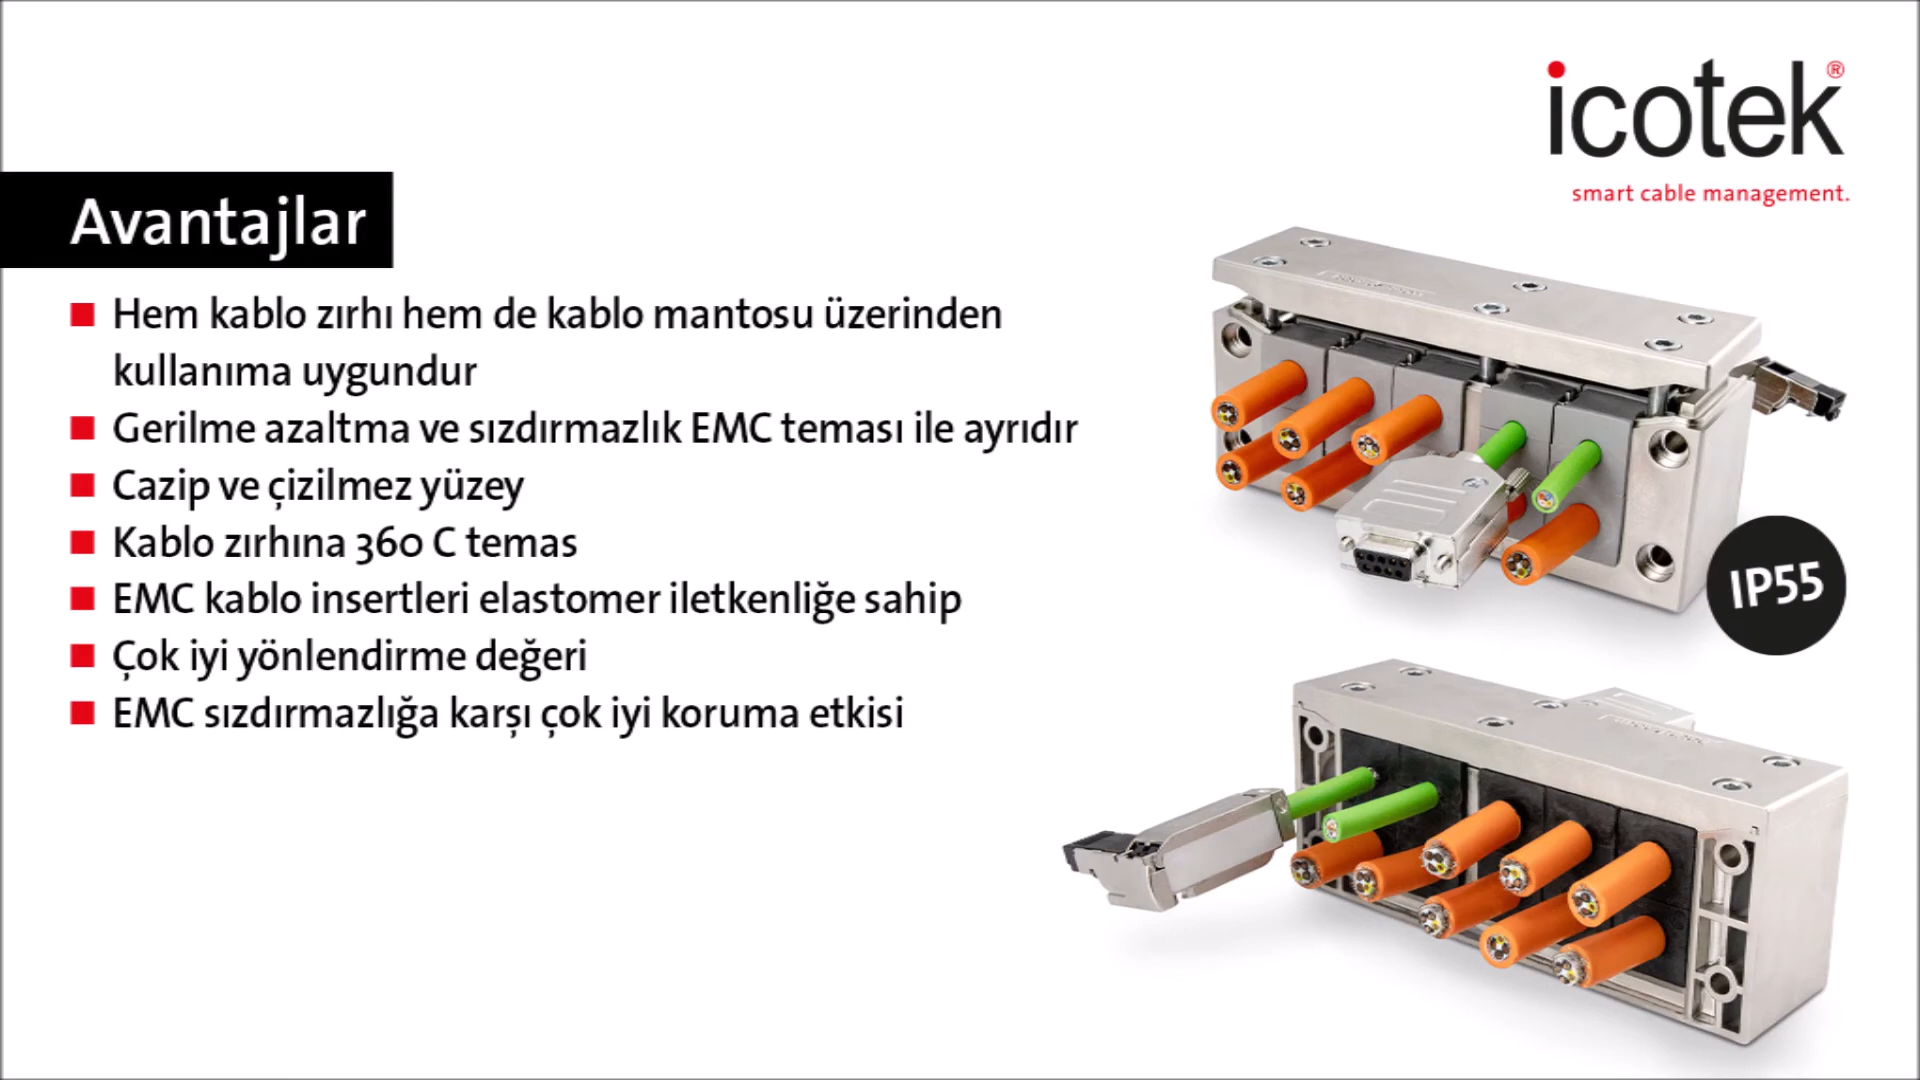 icotek®
smart cable management.
Avantajlar
Hem kablo zırhı hem de kablo mantosu üzerinden
kullanıma uygundur
Gerilme azaltma ve sızdırmazlık EMC teması ile ayrıdır
Cazip ve çizilmez yüzey
Kablo zırhına 360 C temas
EMC kablo insertleri elastomer iletkenliğe sahip
Çok iyi yönlendirme değeri
EMC sızdırmazlığa karşı çok iyi koruma etkisi
IP55